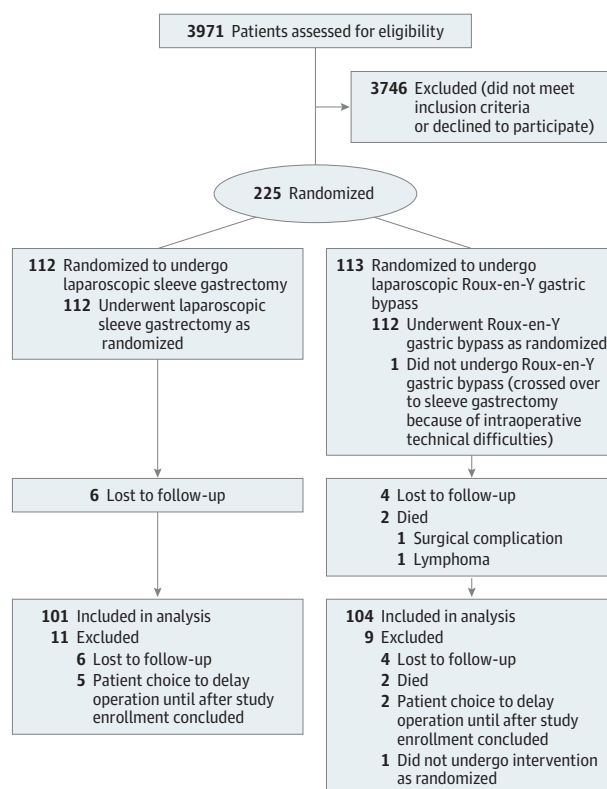 3971 Patients assessed for eligibility
3746 Excluded (did not meet
inclusion criteria
or declined to participate)
225 Randomized
112 Randomized to undergo
laparoscopic sleeve gastrectomy
112 Underwent laparoscopic
sleeve gastrectomy as
randomized
113 Randomized to undergo
laparoscopic Roux-en-Y gastric
bypass
112 Underwent Roux-en-Y
gastric bypass as randomized
1 Did not undergo Roux-en-Y
gastric bypass (crossed over
to sleeve gastrectomy
because of intraoperative
technical difficulties)
6 Lost to follow-up
4 Lost to follow-up
2 Died
1 Surgical complication
1 Lymphoma
101 Included in analysis
11 Excluded
6 Lost to follow-up
5 Patient choice to delay
operation until after study
enrollment concluded
104 Included in analysis
9 Excluded
4 Lost to follow-up
2 Died
2 Patient choice to delay
operation until after study
enrollment concluded
1 Did not undergo intervention
as randomized